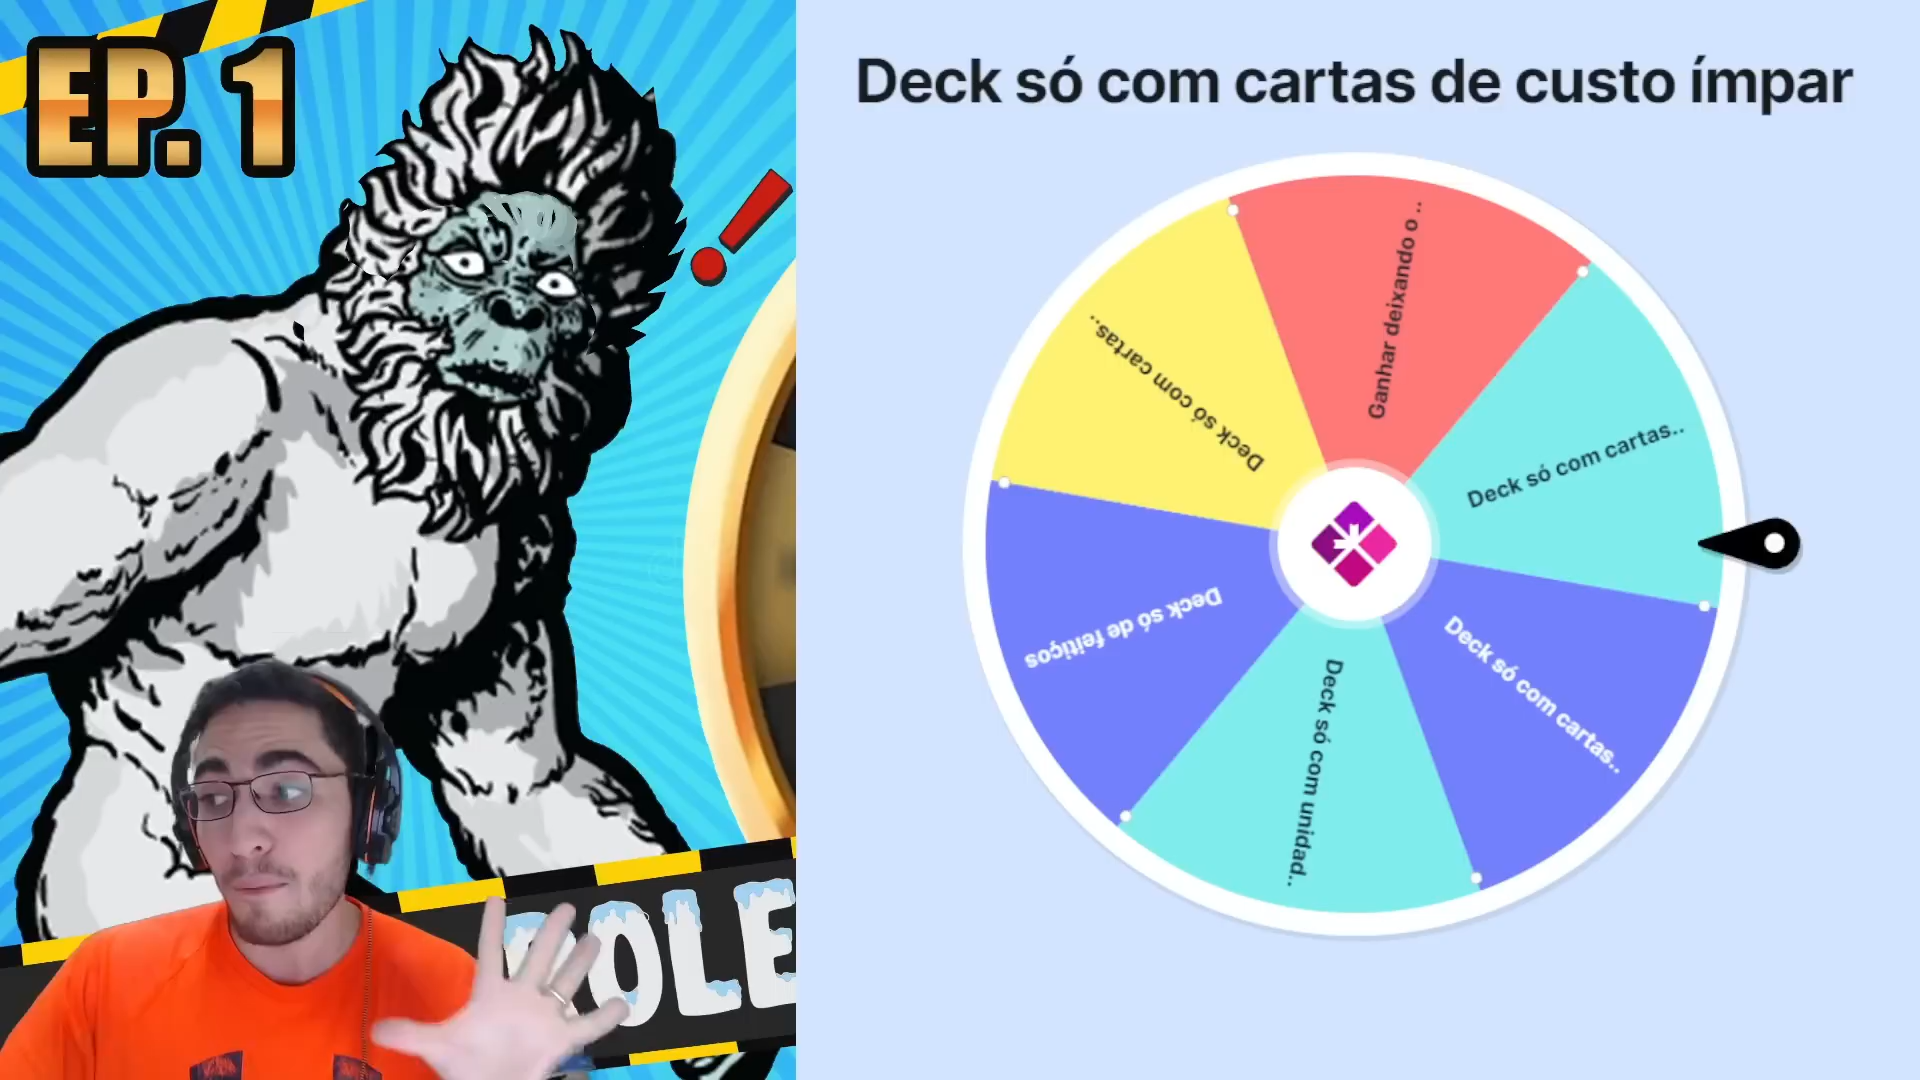 EP. 1
Deck só com cartas de custo ímpar
Ganhar deixando o ..
Deck só com cartas..
Deck só com cartas..
Deck só com cartas..
Deck só de feitiços
Deck só com unidad..